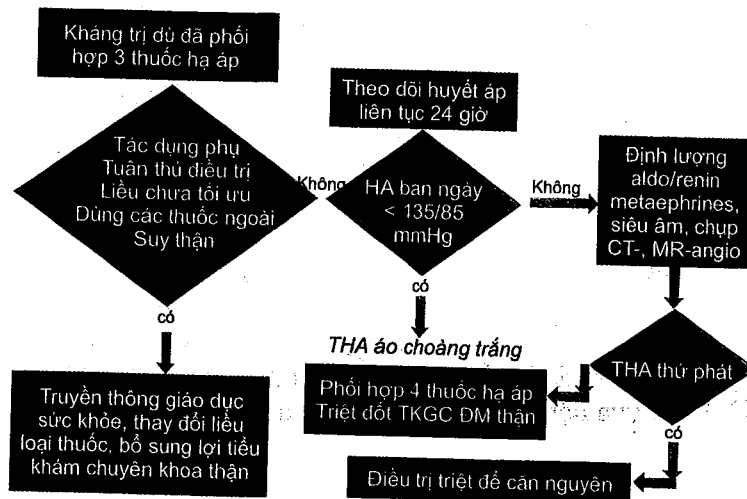 Kháng trị dù đã phối
hợp 3 thuốc hạ áp
Tác dụng phụ
Tuân thủ điều trị
Liều chưa tối ưu
Dùng các thuốc ngoài
Suy thận
Không
có
Truyền thông giáo dục
sức khỏe, thay đổi liều
loại thuốc, bổ sung lợi tiểu
khám chuyên khoa thận
Theo dõi huyết áp
liên tục 24 giờ
HA ban ngày
< 135/85
mmHg
Không
có
THA áo choàng trắng
Phối hợp 4 thuốc hạ áp
Triệt đốt TKGC ĐM thận
Định lượng
aldo/renin
metaephrines,
siêu âm, chụp
CT-, MR-angio
THA thứ phát
có
Điều trị triệt để căn nguyên